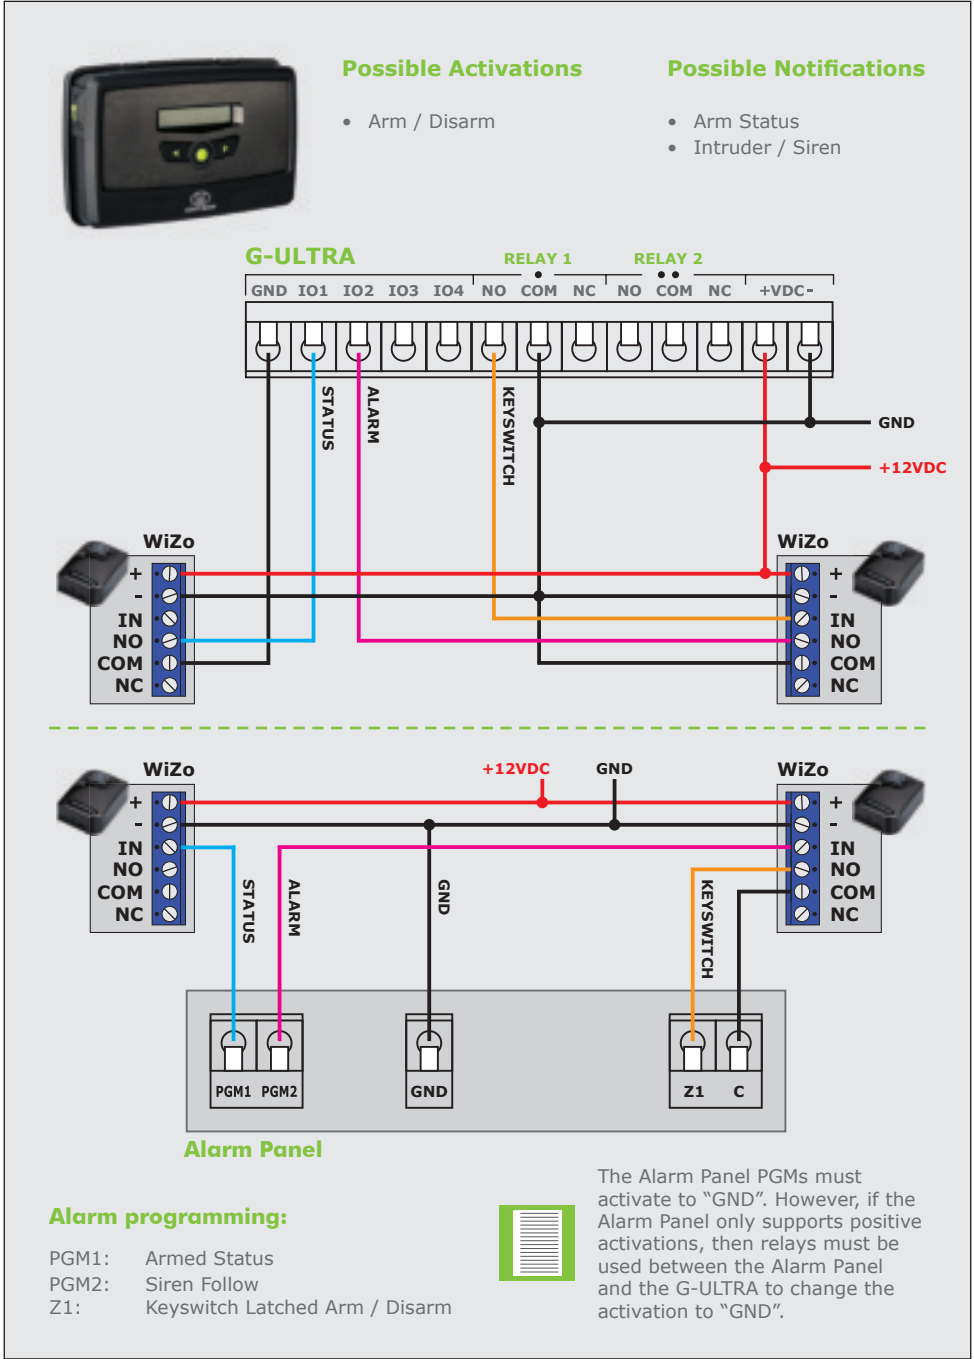 Possible Activations
• Arm / Disarm
Possible Notifications
• Arm Status
• Intruder / Siren
G-ULTRA
RELAY 1
RELAY 2
GND IO1 IO2 IO3 IO4 NO COM NC NO COM NC +VDC-
STATUS
ALARM
KEYSWITCH
GND
+12VDC
WiZo
+
-
IN
NO
COM
NC
WiZo
+
-
IN
NO
COM
NC
+12VDC
GND
WiZo
+
-
IN
NO
COM
NC
WiZo
+
-
IN
NO
COM
NC
STATUS
ALARM
GND
KEYSWITCH
PGM1 PGM2
GND
Z1 C
Alarm Panel
Alarm programming:
PGM1: Armed Status
PGM2: Siren Follow
Z1: Keyswitch Latched Arm / Disarm
The Alarm Panel PGMs must
activate to “GND”. However, if the
Alarm Panel only supports positive
activations, then relays must be
used between the Alarm Panel
and the G-ULTRA to change the
activation to “GND”.